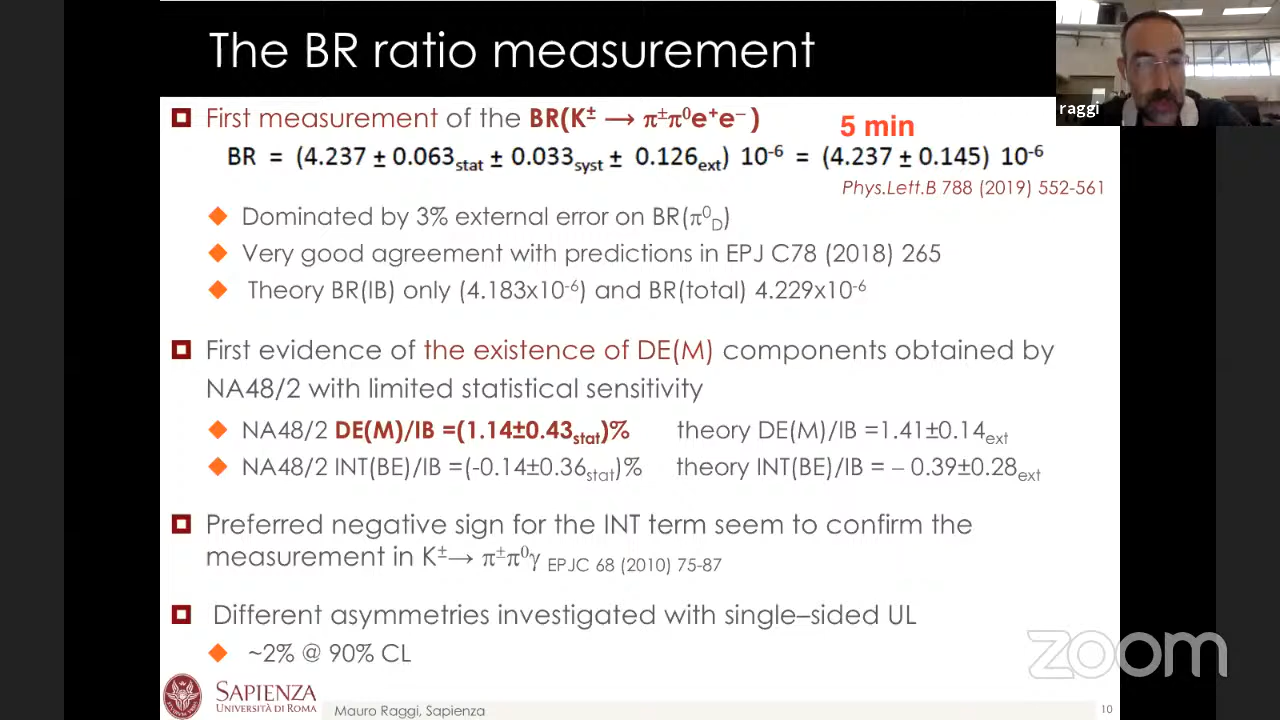 The BR ratio measurement
raggi
First measurement of the BR(K± → π±π⁰e⁺e⁻)
5 min
BR = (4.237 ± 0.063stat ± 0.033syst ± 0.126ext) 10⁻⁶ = (4.237 ± 0.145) 10⁻⁶
Phys.Lett.B 788 (2019) 552-561
Dominated by 3% external error on BR(π⁰D)
Very good agreement with predictions in EPJ C78 (2018) 265
Theory BR(IB) only (4.183x10⁻⁶) and BR(total) 4.229x10⁻⁶
First evidence of the existence of DE(M) components obtained by
NA48/2 with limited statistical sensitivity
NA48/2 DE(M)/IB =(1.14±0.43stat)% theory DE(M)/IB =1.41±0.14ext
NA48/2 INT(BE)/IB =(-0.14±0.36stat)% theory INT(BE)/IB = – 0.39±0.28ext
Preferred negative sign for the INT term seem to confirm the
measurement in K±→ π±π⁰γ EPJC 68 (2010) 75-87
Different asymmetries investigated with single–sided UL
~2% @ 90% CL
zoom
SAPIENZA
UNIVERSITÀ DI ROMA
Mauro Raggi, Sapienza
10